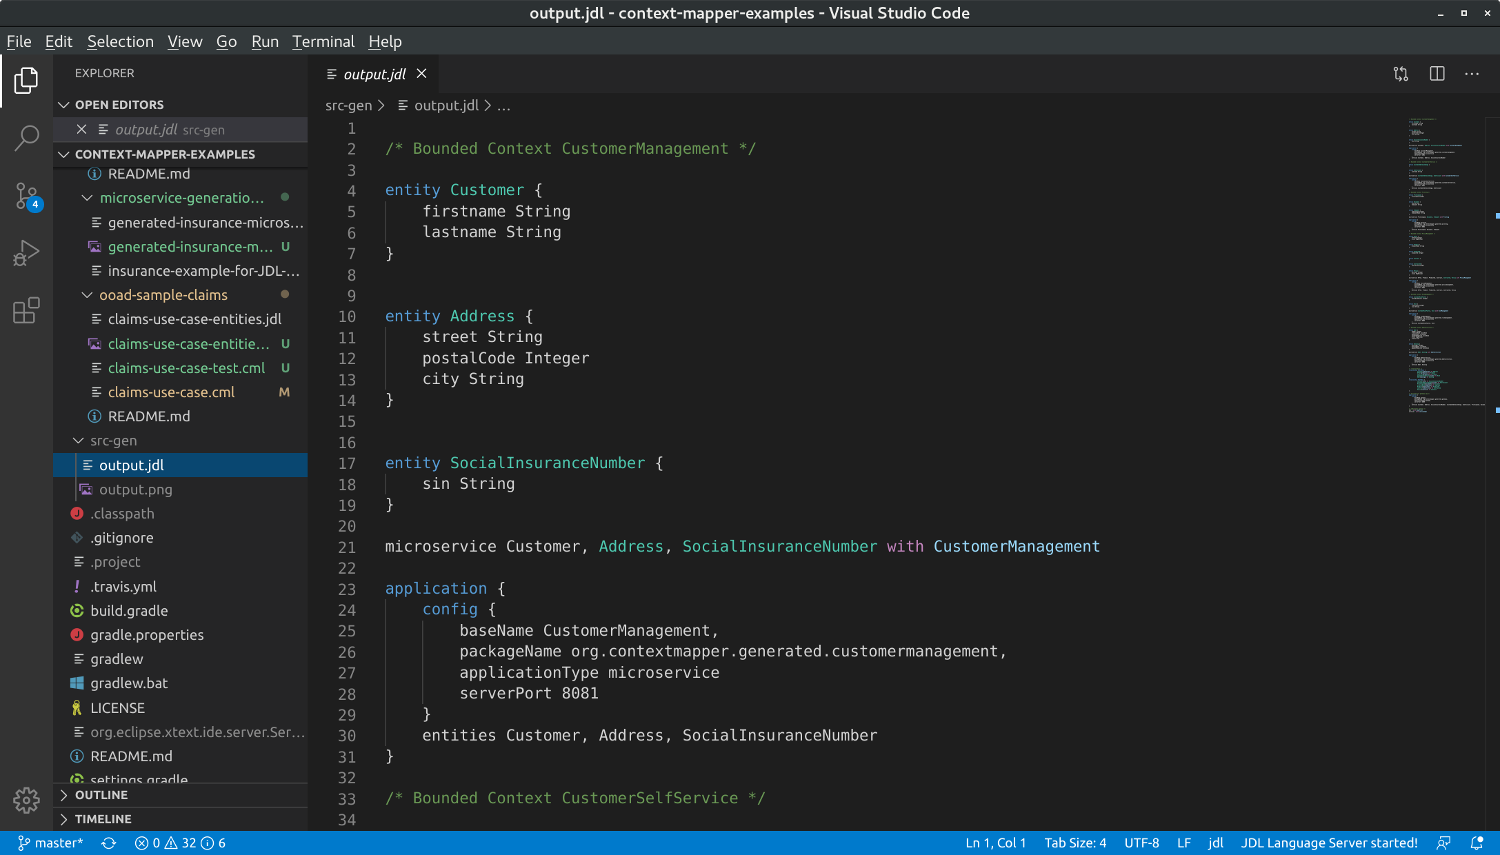 output.jdl - context-mapper-examples - Visual Studio Code
File Edit Selection View Go Run Terminal Help
EXPLORER
OPEN EDITORS
output.jdl src-gen
CONTEXT-MAPPER-EXAMPLES
README.md
microservice-generatio...
generated-insurance-micros...
generated-insurance-m... U
insurance-example-for-JDL-...
ooad-sample-claims
claims-use-case-entities.jdl
claims-use-case-entitie... U
claims-use-case-test.cml U
claims-use-case.cml M
README.md
src-gen
output.jdl
output.png
.classpath
.gitignore
.project
.travis.yml
build.gradle
gradle.properties
gradlew
gradlew.bat
LICENSE
org.eclipse.xtext.ide.server.Ser...
README.md
settings.gradle
OUTLINE
TIMELINE
4
output.jdl
src-gen > output.jdl > ...
1
2 /* Bounded Context CustomerManagement */
3
4 entity Customer {
5 firstname String
6 lastname String
7 }
8
9
10 entity Address {
11 street String
12 postalCode Integer
13 city String
14 }
15
16
17 entity SocialInsuranceNumber {
18 sin String
19 }
20
21 microservice Customer, Address, SocialInsuranceNumber with CustomerManagement
22
23 application {
24 config {
25 baseName CustomerManagement,
26 packageName org.contextmapper.generated.customermanagement,
27 applicationType microservice
28 serverPort 8081
29 }
30 entities Customer, Address, SocialInsuranceNumber
31 }
32
33 /* Bounded Context CustomerSelfService */
34
master* 0 32 6 Ln 1, Col 1 Tab Size: 4 UTF-8 LF jdl JDL Language Server started!